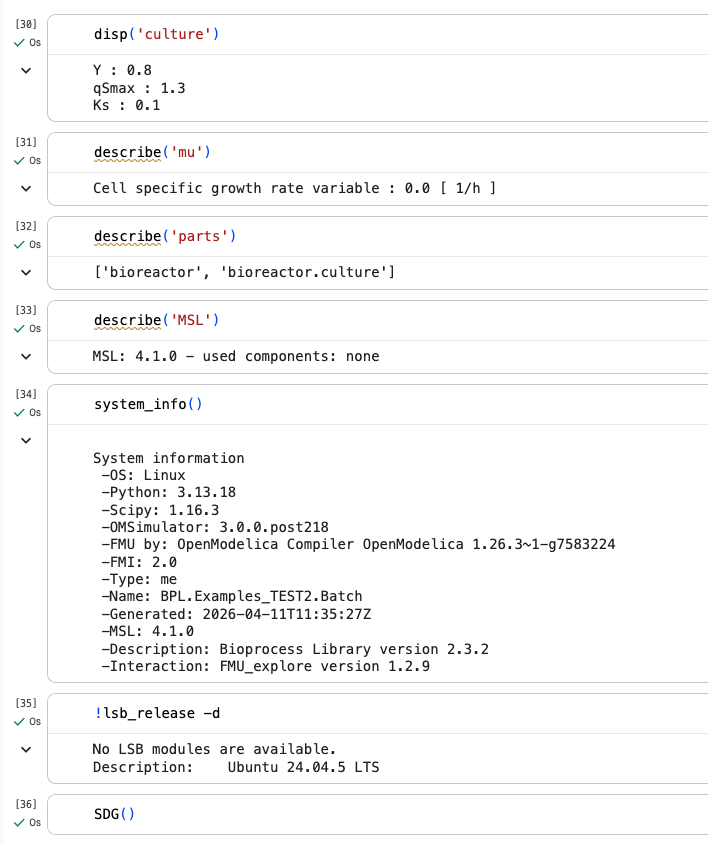 [30]
0s
disp('culture')
Y : 0.8
qSmax : 1.3
Ks : 0.1
[31]
0s
describe('mu')
Cell specific growth rate variable : 0.0 [ 1/h ]
[32]
0s
describe('parts')
['bioreactor', 'bioreactor.culture']
[33]
0s
describe('MSL')
MSL: 4.1.0 – used components: none
[34]
0s
system_info()
System information
–OS: Linux
–Python: 3.13.18
–Scipy: 1.16.3
–OMSimulator: 3.0.0.post218
–FMU by: OpenModelica Compiler OpenModelica 1.26.3~1-g7583224
–FMI: 2.0
–Type: me
–Name: BPL.Examples_TEST2.Batch
–Generated: 2026-04-11T11:35:27Z
–MSL: 4.1.0
–Description: Bioprocess Library version 2.3.2
–Interaction: FMU_explore version 1.2.9
[35]
0s
!lsb_release –d
No LSB modules are available.
Description:    Ubuntu 24.04.5 LTS
[36]
0s
SDG()